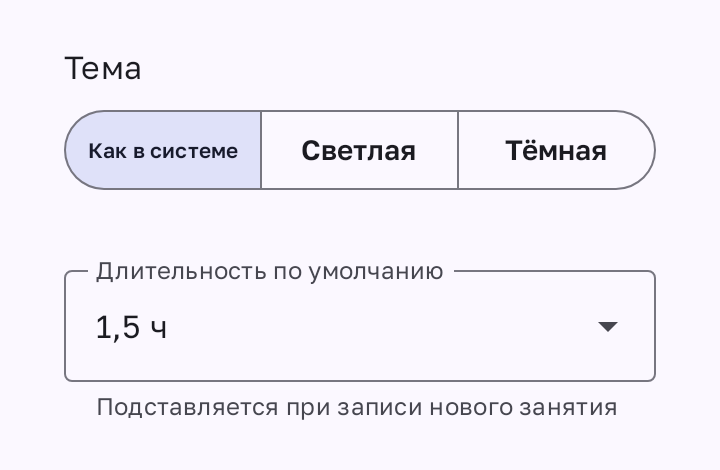 Тема
Как в системе Светлая Тёмная
Длительность по умолчанию
1,5 ч
Подставляется при записи нового занятия